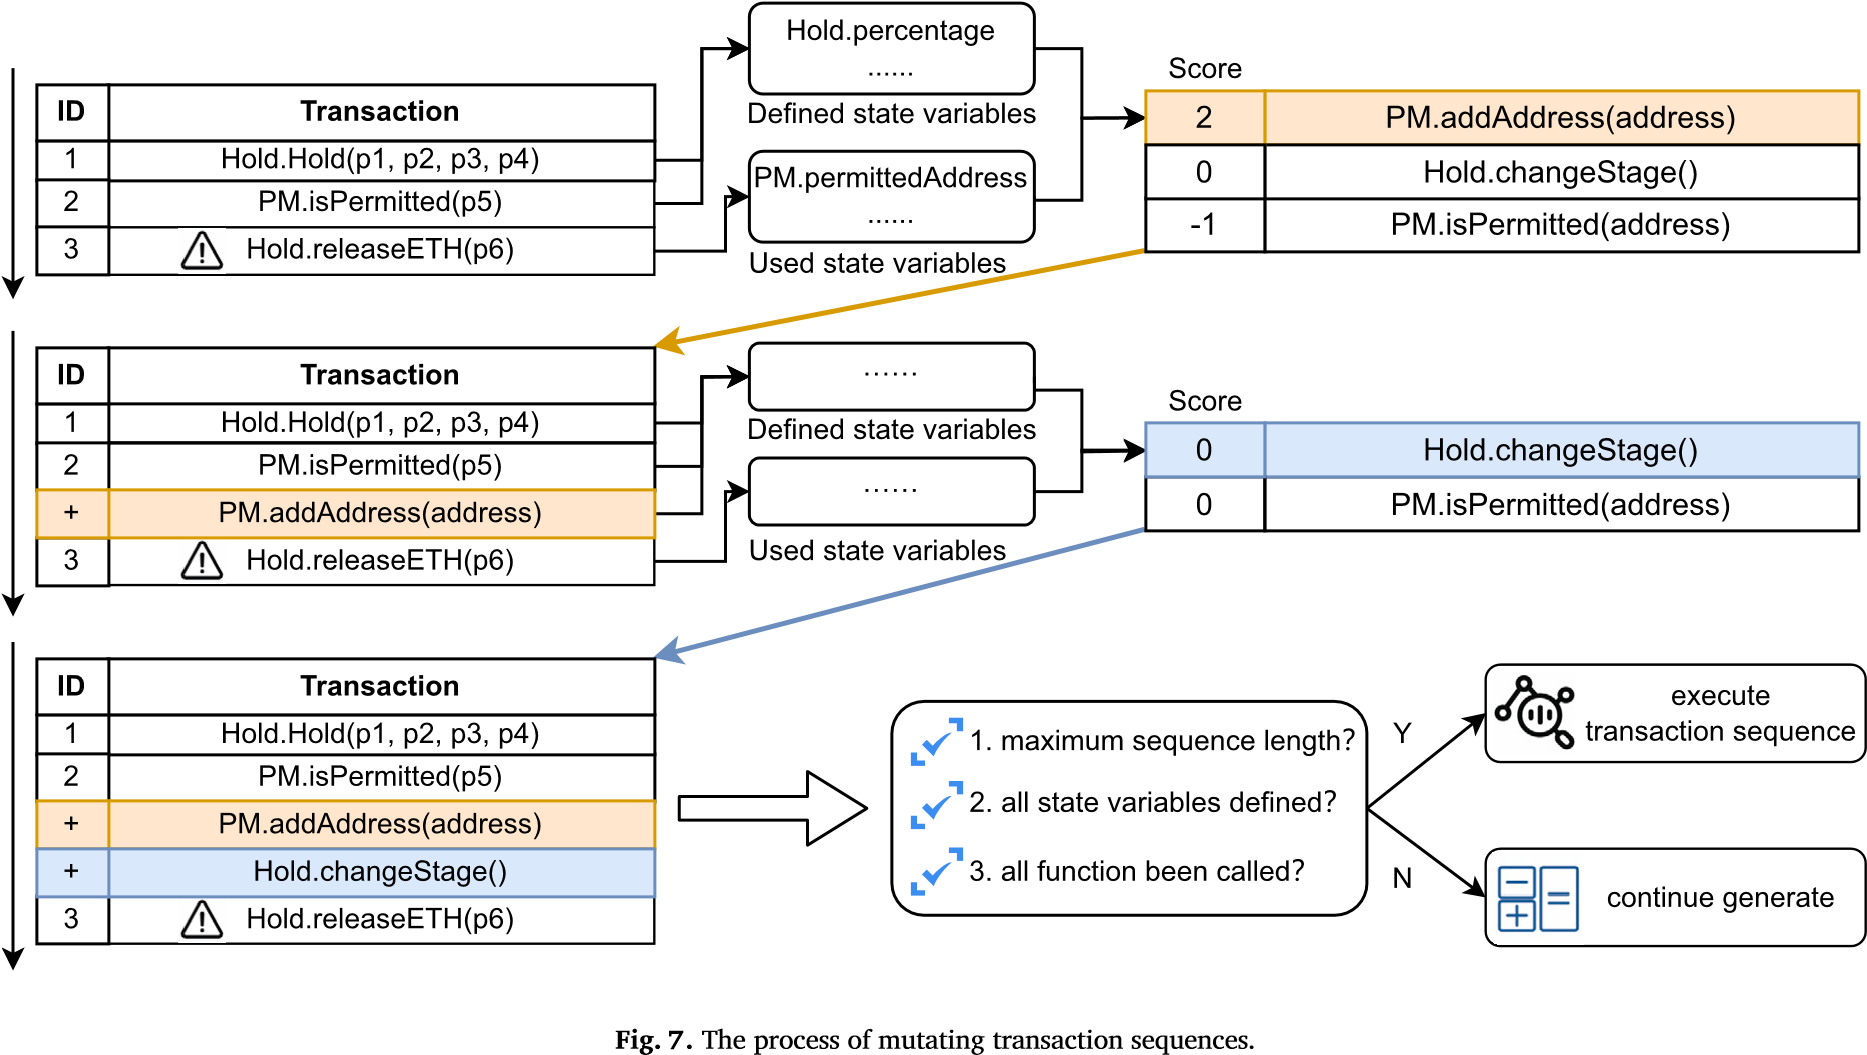 ID Transaction
1 Hold.Hold(p1, p2, p3, p4)
2 PM.isPermitted(p5)
3 Hold.releaseETH(p6)
Hold.percentage
......
Defined state variables
PM.permittedAddress
......
Used state variables
Score
2 PM.addAddress(address)
0 Hold.changeStage()
-1 PM.isPermitted(address)
ID Transaction
1 Hold.Hold(p1, p2, p3, p4)
2 PM.isPermitted(p5)
+ PM.addAddress(address)
3 Hold.releaseETH(p6)
......
Defined state variables
......
Used state variables
Score
0 Hold.changeStage()
0 PM.isPermitted(address)
ID Transaction
1 Hold.Hold(p1, p2, p3, p4)
2 PM.isPermitted(p5)
+ PM.addAddress(address)
+ Hold.changeStage()
3 Hold.releaseETH(p6)
1. maximum sequence length?
2. all state variables defined?
3. all function been called?
Y
execute
transaction sequence
N
continue generate
Fig. 7. The process of mutating transaction sequences.